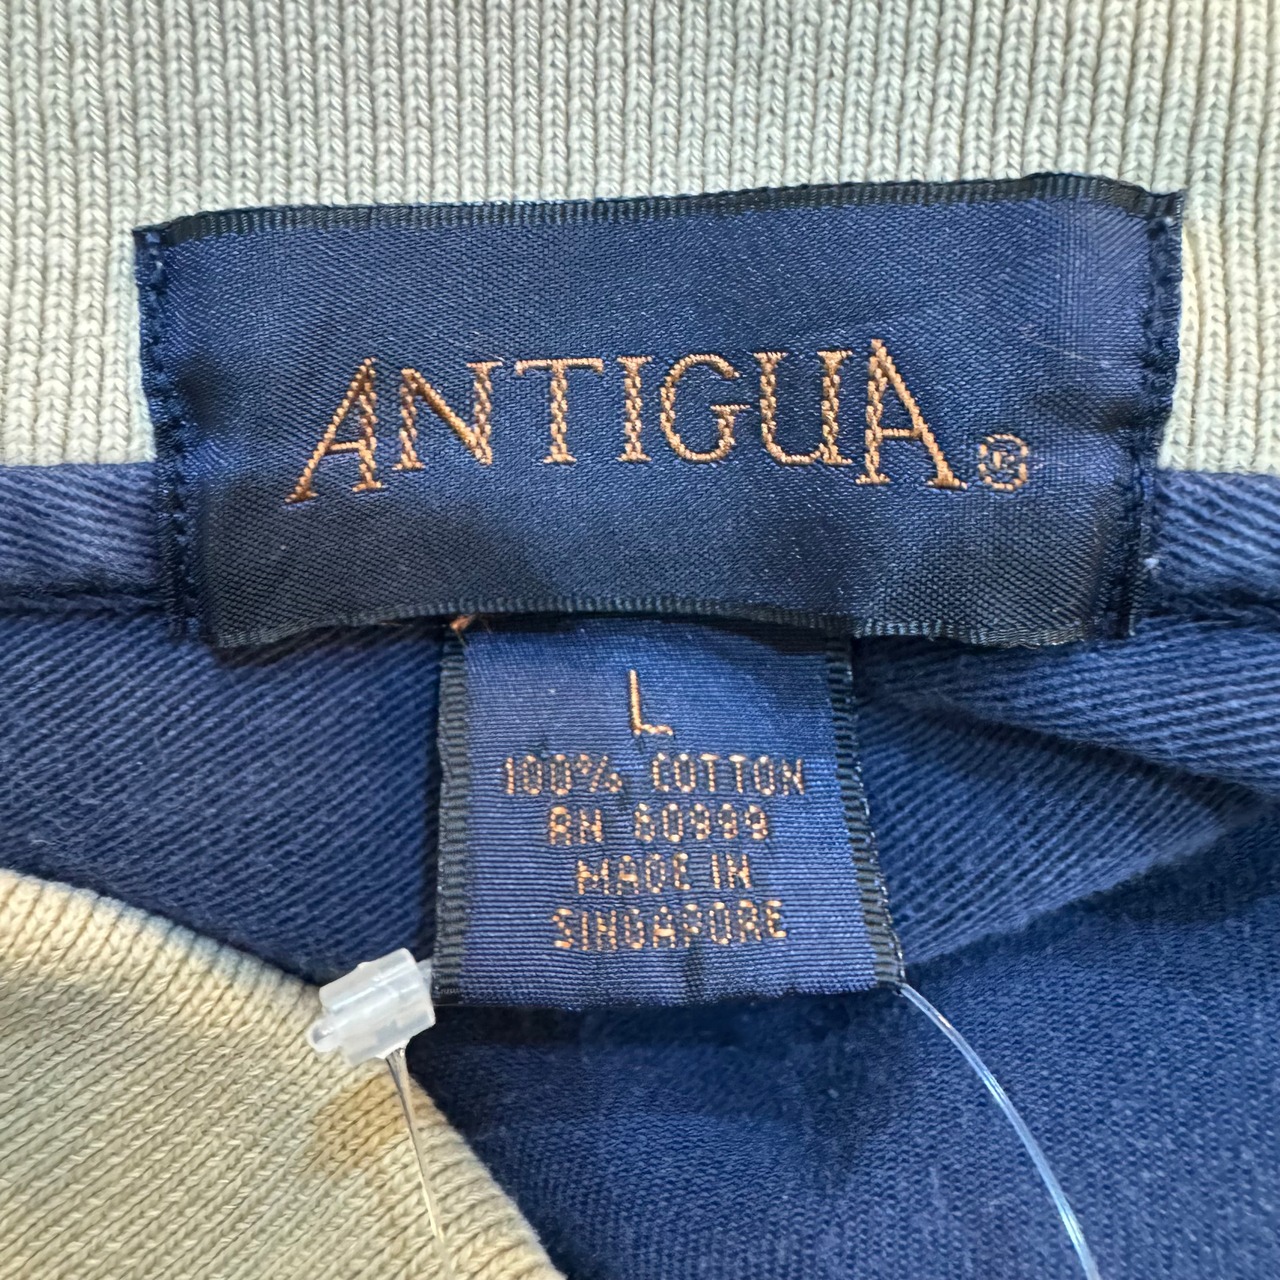 ANTIGUA®
L
100% COTTON
RN 60999
MADE IN
SINGAPORE